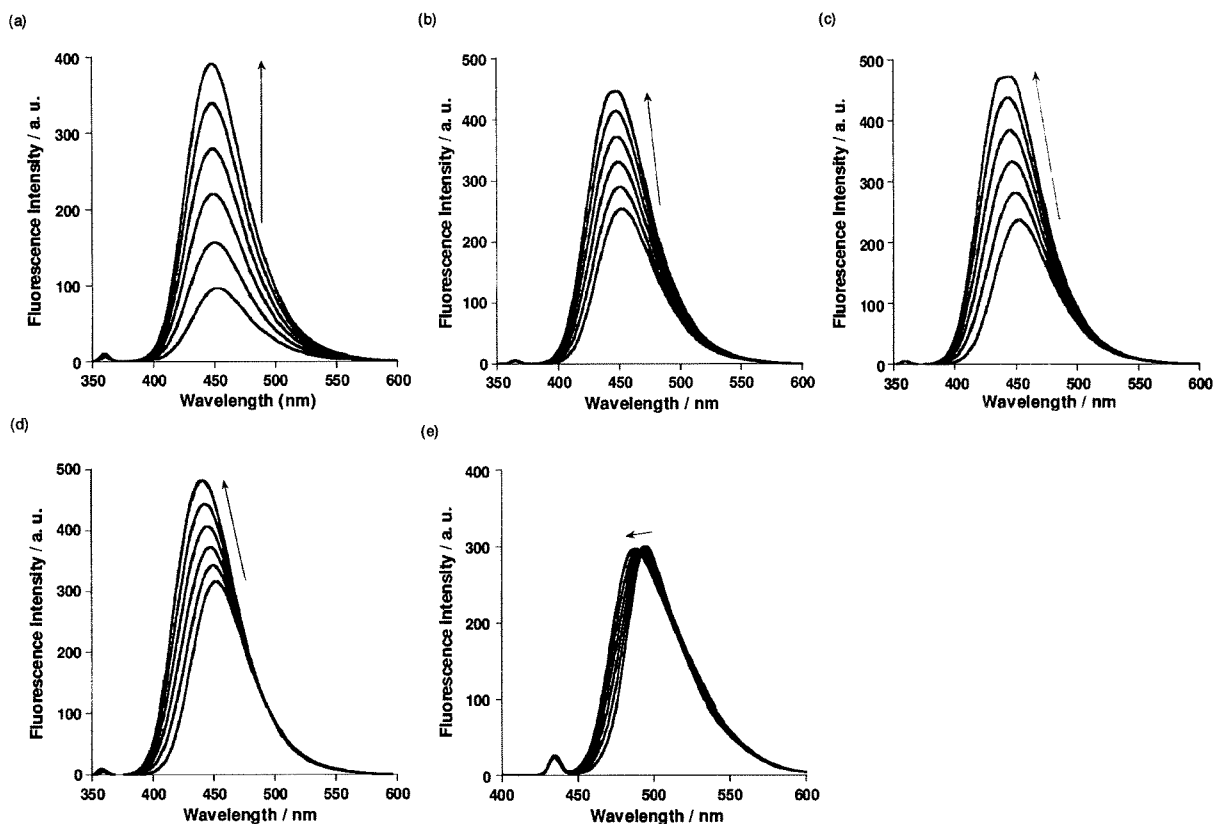 (a)
Fluorescence Intensity / a. u.
400
300
200
100
0
350 400 450 500 550 600
Wavelength (nm)
(b)
Fluorescence Intensity / a. u.
500
400
300
200
100
0
350 400 450 500 550 600
Wavelength / nm
(c)
Fluorescence Intensity / a. u.
500
400
300
200
100
0
350 400 450 500 550 600
Wavelength / nm
(d)
Fluorescence Intensity / a. u.
500
400
300
200
100
0
350 400 450 500 550 600
Wavelength / nm
(e)
Fluorescence Intensity / a. u.
400
300
200
100
0
400 450 500 550 600
Wavelength / nm